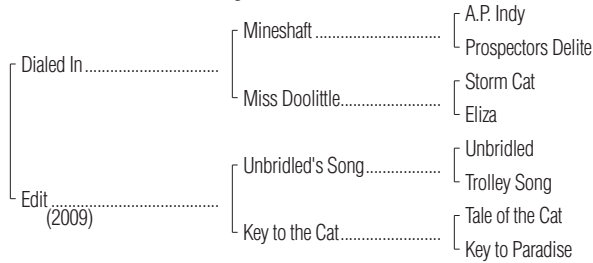 A.P. Indy
Mineshaft ..............................
Prospectors Delite
Dialed In................................
Storm Cat
Miss Doolittle........................
Eliza
Unbridled
Unbridled's Song..................
Trolley Song
Edit.........................................
(2009)
Tale of the Cat
Key to the Cat........................
Key to Paradise